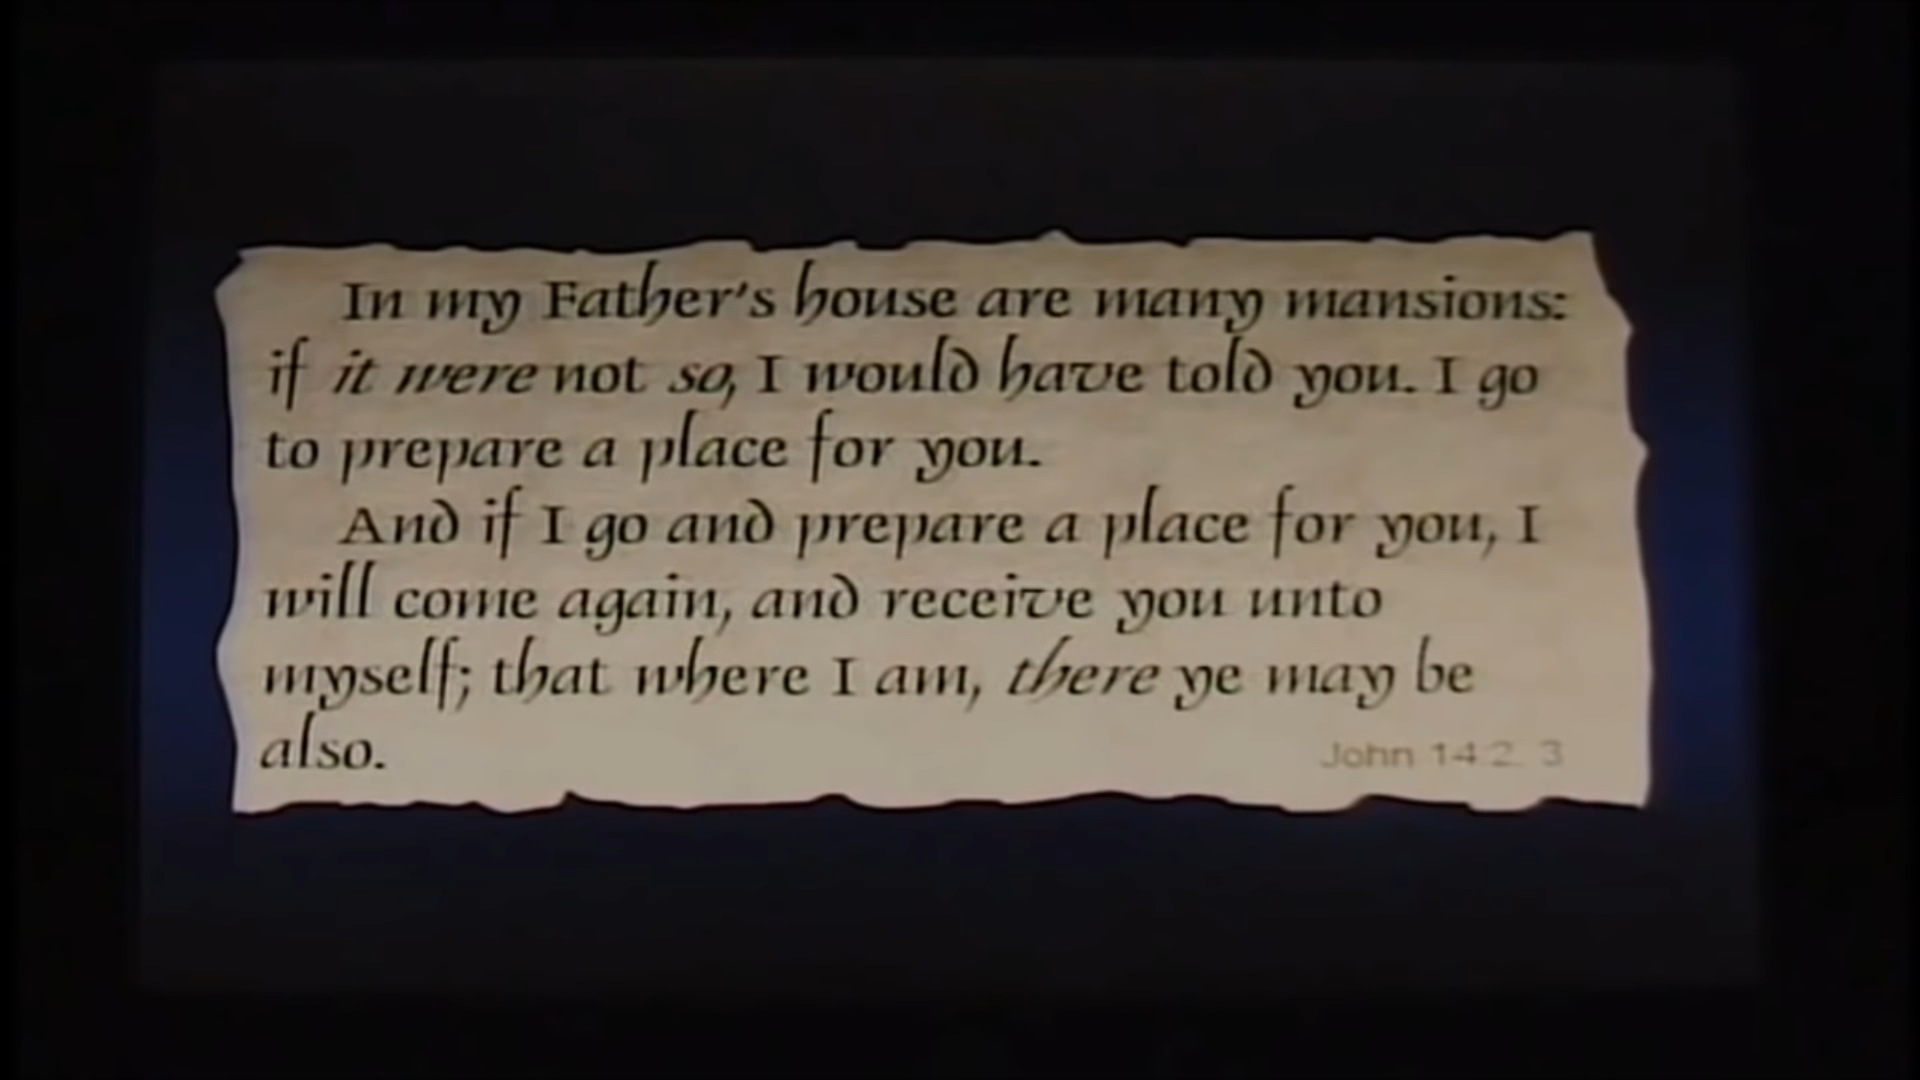 In my Father's house are many mansions:
if it were not so, I would have told you. I go
to prepare a place for you.
And if I go and prepare a place for you, I
will come again, and receive you unto
myself; that where I am, there ye may be
also.
John 14:2, 3